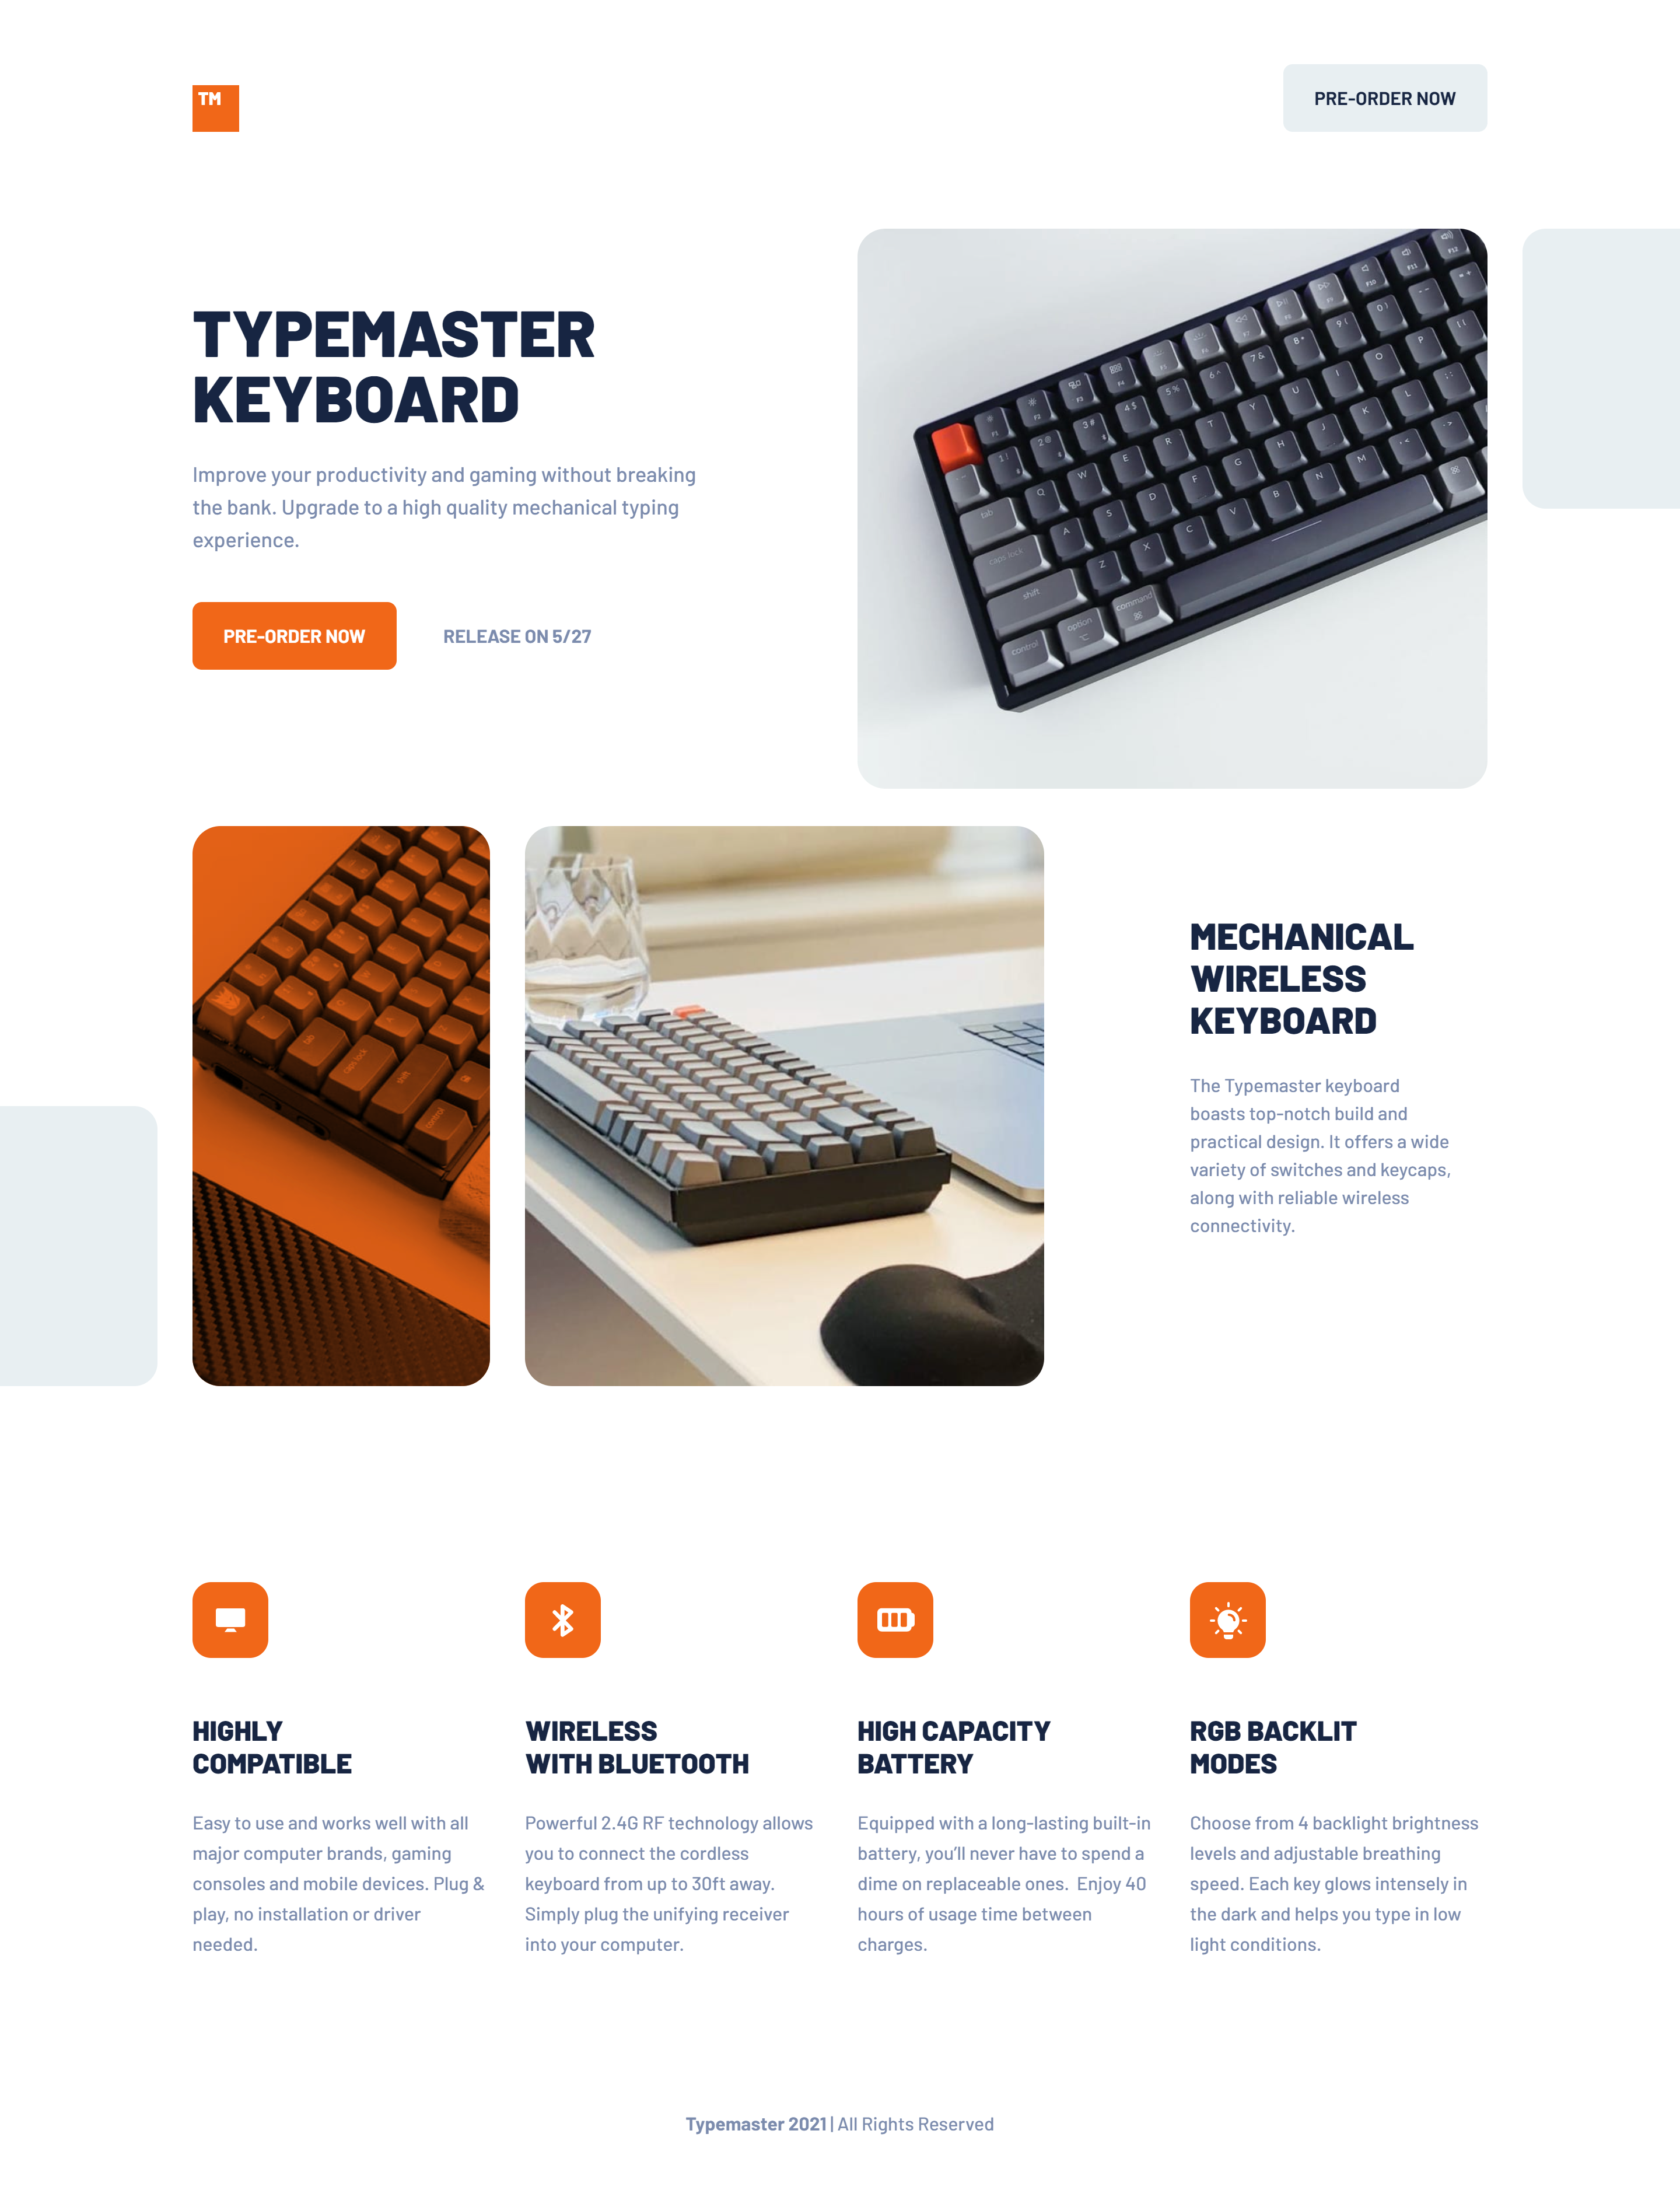 TM
PRE-ORDER NOW
TYPEMASTER
KEYBOARD
Improve your productivity and gaming without breaking
the bank. Upgrade to a high quality mechanical typing
experience.
PRE-ORDER NOW
RELEASE ON 5/27
MECHANICAL
WIRELESS
KEYBOARD
The Typemaster keyboard
boasts top-notch build and
practical design. It offers a wide
variety of switches and keycaps,
along with reliable wireless
connectivity.
HIGHLY
COMPATIBLE
Easy to use and works well with all
major computer brands, gaming
consoles and mobile devices. Plug &
play, no installation or driver
needed.
WIRELESS
WITH BLUETOOTH
Powerful 2.4G RF technology allows
you to connect the cordless
keyboard from up to 30ft away.
Simply plug the unifying receiver
into your computer.
HIGH CAPACITY
BATTERY
Equipped with a long-lasting built-in
battery, you’ll never have to spend a
dime on replaceable ones.  Enjoy 40
hours of usage time between
charges.
RGB BACKLIT
MODES
Choose from 4 backlight brightness
levels and adjustable breathing
speed. Each key glows intensely in
the dark and helps you type in low
light conditions.
Typemaster 2021 | All Rights Reserved